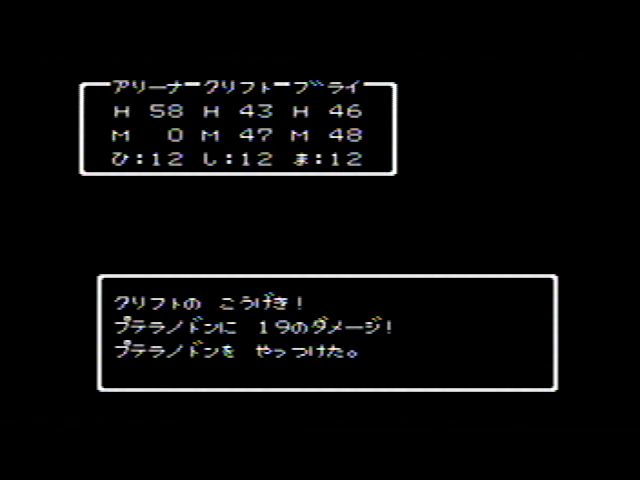 アリーナ クリフト ブライ
H 58 H 43 H 46
M 0 M 47 M 48
ひ:12 し:12 ま:12
クリフトの こうげき!
プテラノドンに 19のダメージ!
プテラノドンを やっつけた。